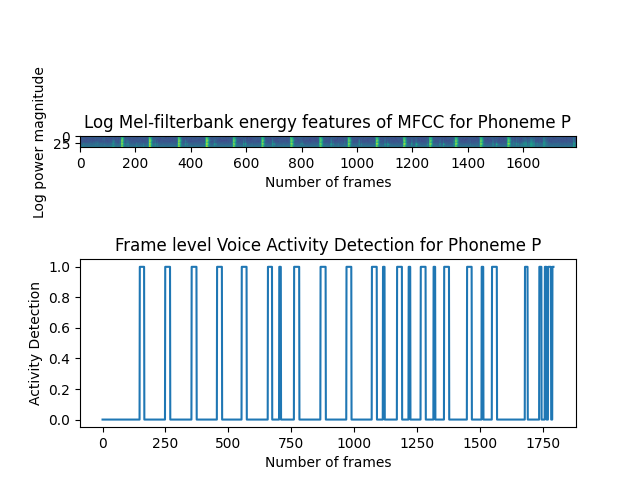 Log Mel-filterbank energy features of MFCC for Phoneme P
Log power magnitude
0
25
0 200 400 600 800 1000 1200 1400 1600
Number of frames
Frame level Voice Activity Detection for Phoneme P
Activity Detection
1.0
0.8
0.6
0.4
0.2
0.0
0 250 500 750 1000 1250 1500 1750
Number of frames